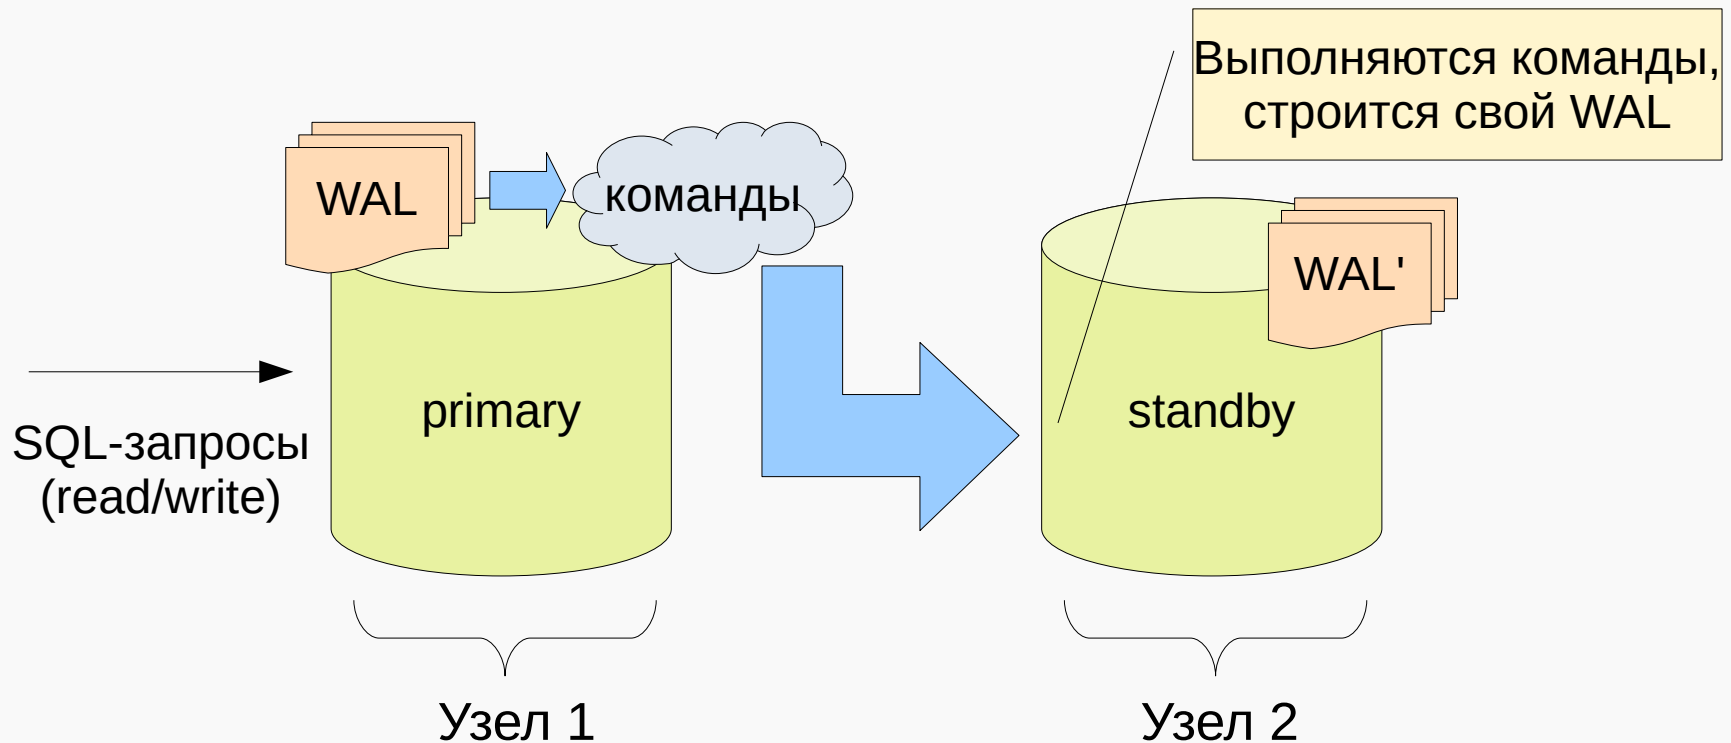 Выполняются команды,
строится свой WAL
WAL
команды
WAL'
primary
standby
SQL-запросы
(read/write)
Узел 1
Узел 2